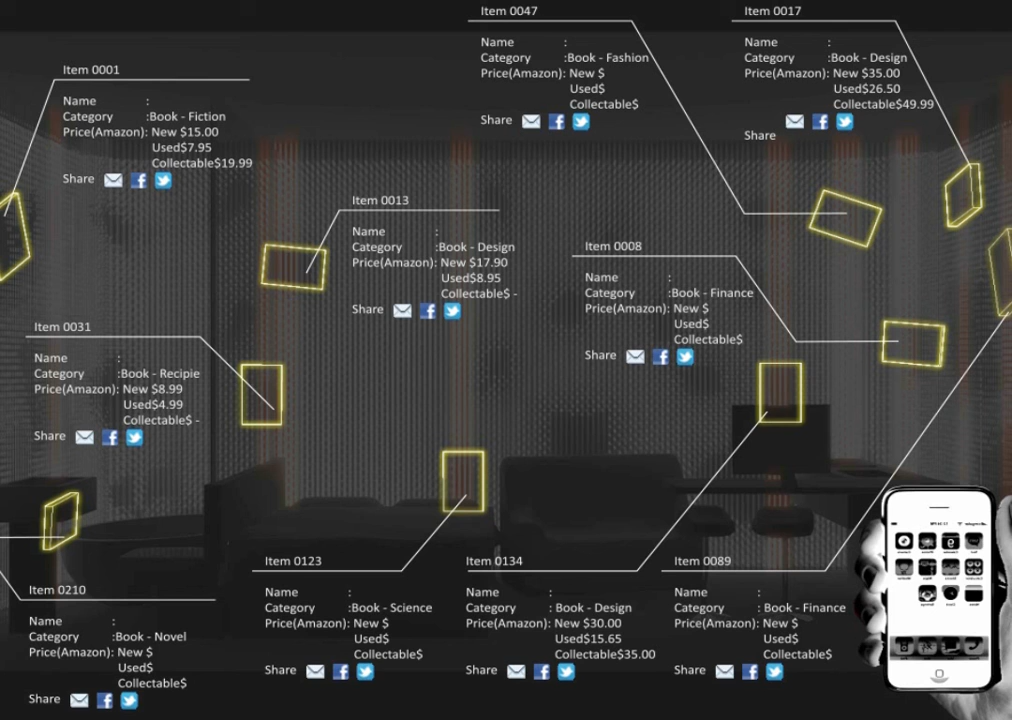 Item 0047
Name :
Category :Book - Fashion
Price(Amazon): New $
Used$
Collectable$
Share
Item 0017
Name :
Category :Book - Design
Price(Amazon): New $35.00
Used$26.50
Collectable$49.99
Share
Item 0001
Name :
Category :Book - Fiction
Price(Amazon): New $15.00
Used$7.95
Collectable$19.99
Share
Item 0013
Name :
Category :Book - Design
Price(Amazon): New $17.90
Used$8.95
Collectable$ -
Share
Item 0008
Name :
Category :Book - Finance
Price(Amazon): New $
Used$
Collectable$
Share
Item 0031
Name :
Category :Book - Recipie
Price(Amazon): New $8.99
Used$4.99
Collectable$ -
Share
Item 0210
Name :
Category :Book - Novel
Price(Amazon): New $
Used$
Collectable$
Share
Item 0123
Name :
Category :Book - Science
Price(Amazon): New $
Used$
Collectable$
Share
Item 0134
Name :
Category : Book - Design
Price(Amazon): New $30.00
Used$15.65
Collectable$35.00
Share
Item 0089
Name :
Category : Book - Finance
Price(Amazon): New $
Used$
Collectable$
Share